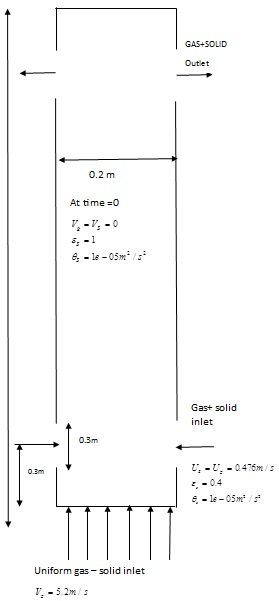 GAS+SOLID
Outlet
0.2 m
At time =0
V_g = V_s = 0
ε_g = 1
θ_s = 1e − 05m²/s²
Gas+ solid
inlet
0.3m
0.3m
U_s = U_g = 0.476m/s
ε_s = 0.4
θ_s = 1e − 05m²/s²
Uniform gas – solid inlet
V_g = 5.2m/s